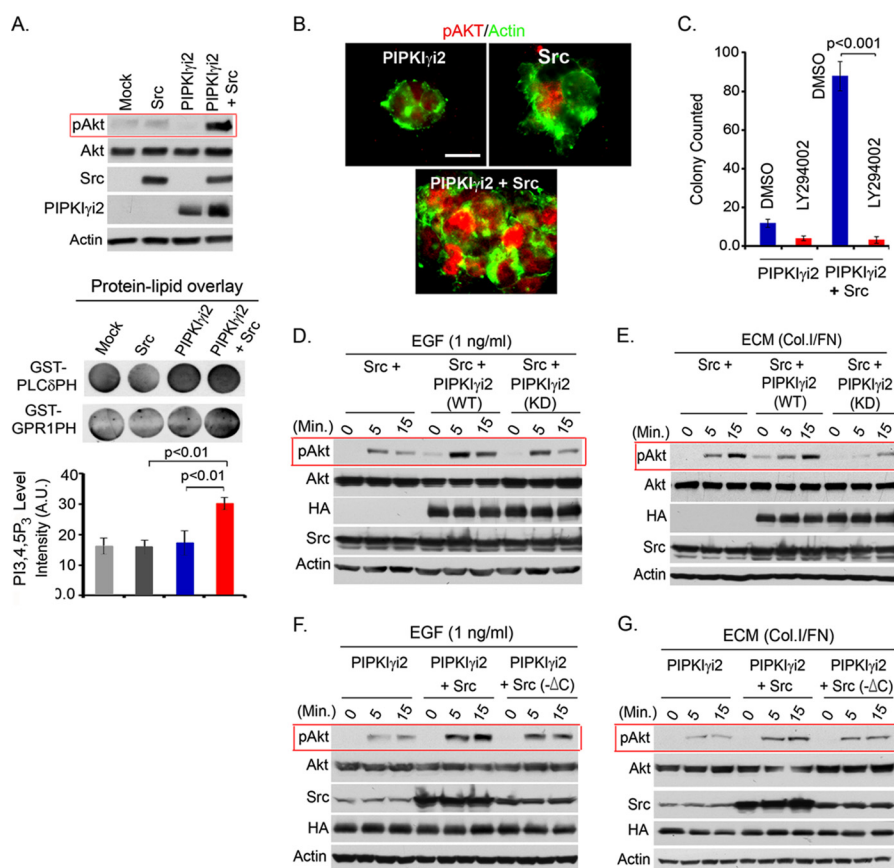 A.
Mock
Src
PIPKIγi2
PIPKIγi2 + Src
pAkt
Akt
Src
PIPKIγi2
Actin
Protein-lipid overlay
Mock
Src
PIPKIγi2
PIPKIγi2 + Src
GST-
PLCδPH
GST-
GPR1PH
p<0.01
p<0.01
PI3,4,5P3 Level
Intensity (A.U.)
40
30
20
10
0.0
B.
pAKT/Actin
PIPKIγi2
Src
PIPKIγi2 + Src
C.
p<0.001
Colony Counted
100
80
60
40
20
0.0
DMSO
LY294002
DMSO
LY294002
PIPKIγi2
PIPKIγi2
+ Src
D.
EGF (1 ng/ml)
Src +
Src +
PIPKIγi2
(WT)
Src +
PIPKIγi2
(KD)
(Min.) 0 5 15 0 5 15 0 5 15
pAkt
Akt
HA
Src
Actin
E.
ECM (Col.I/FN)
Src +
Src +
PIPKIγi2
(WT)
Src +
PIPKIγi2
(KD)
(Min.) 0 5 15 0 5 15 0 5 15
pAkt
Akt
HA
Src
Actin
F.
EGF (1 ng/ml)
PIPKIγi2
PIPKIγi2
+ Src
PIPKIγi2
+ Src (-ΔC)
(Min.) 0 5 15 0 5 15 0 5 15
pAkt
Akt
Src
HA
Actin
G.
ECM (Col.I/FN)
PIPKIγi2
PIPKIγi2
+ Src
PIPKIγi2
+ Src (-ΔC)
(Min.) 0 5 15 0 5 15 0 5 15
pAkt
Akt
Src
HA
Actin